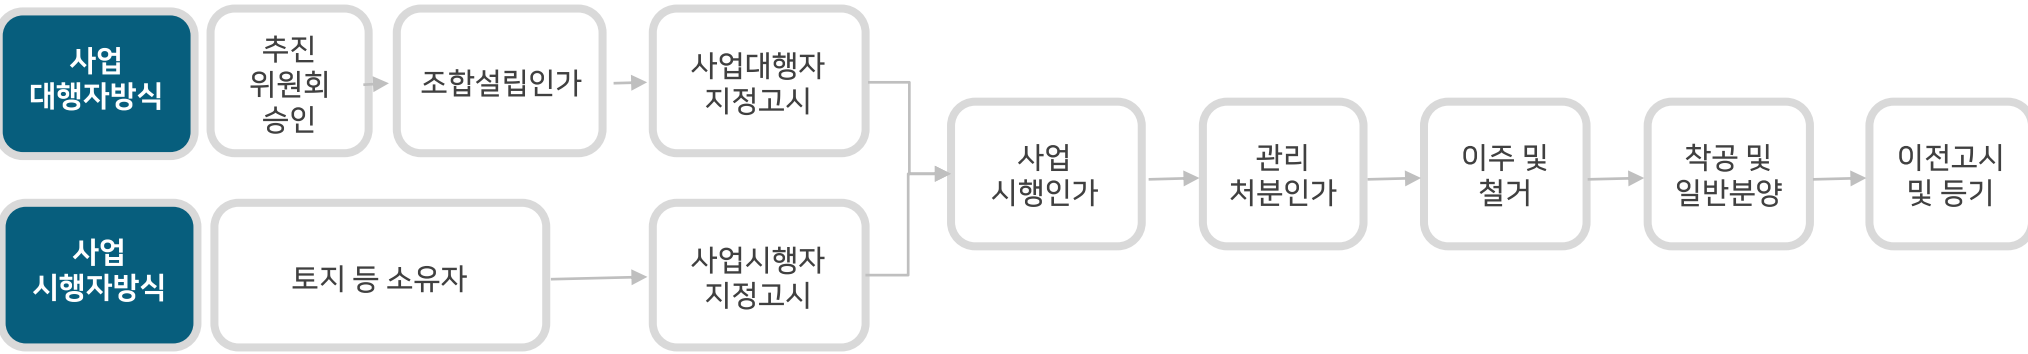 사업
대행자방식
추진
위원회
승인
조합설립인가
사업대행자
지정고시
사업
시행자방식
토지 등 소유자
사업시행자
지정고시
사업
시행인가
관리
처분인가
이주 및
철거
착공 및
일반분양
이전고시
및 등기